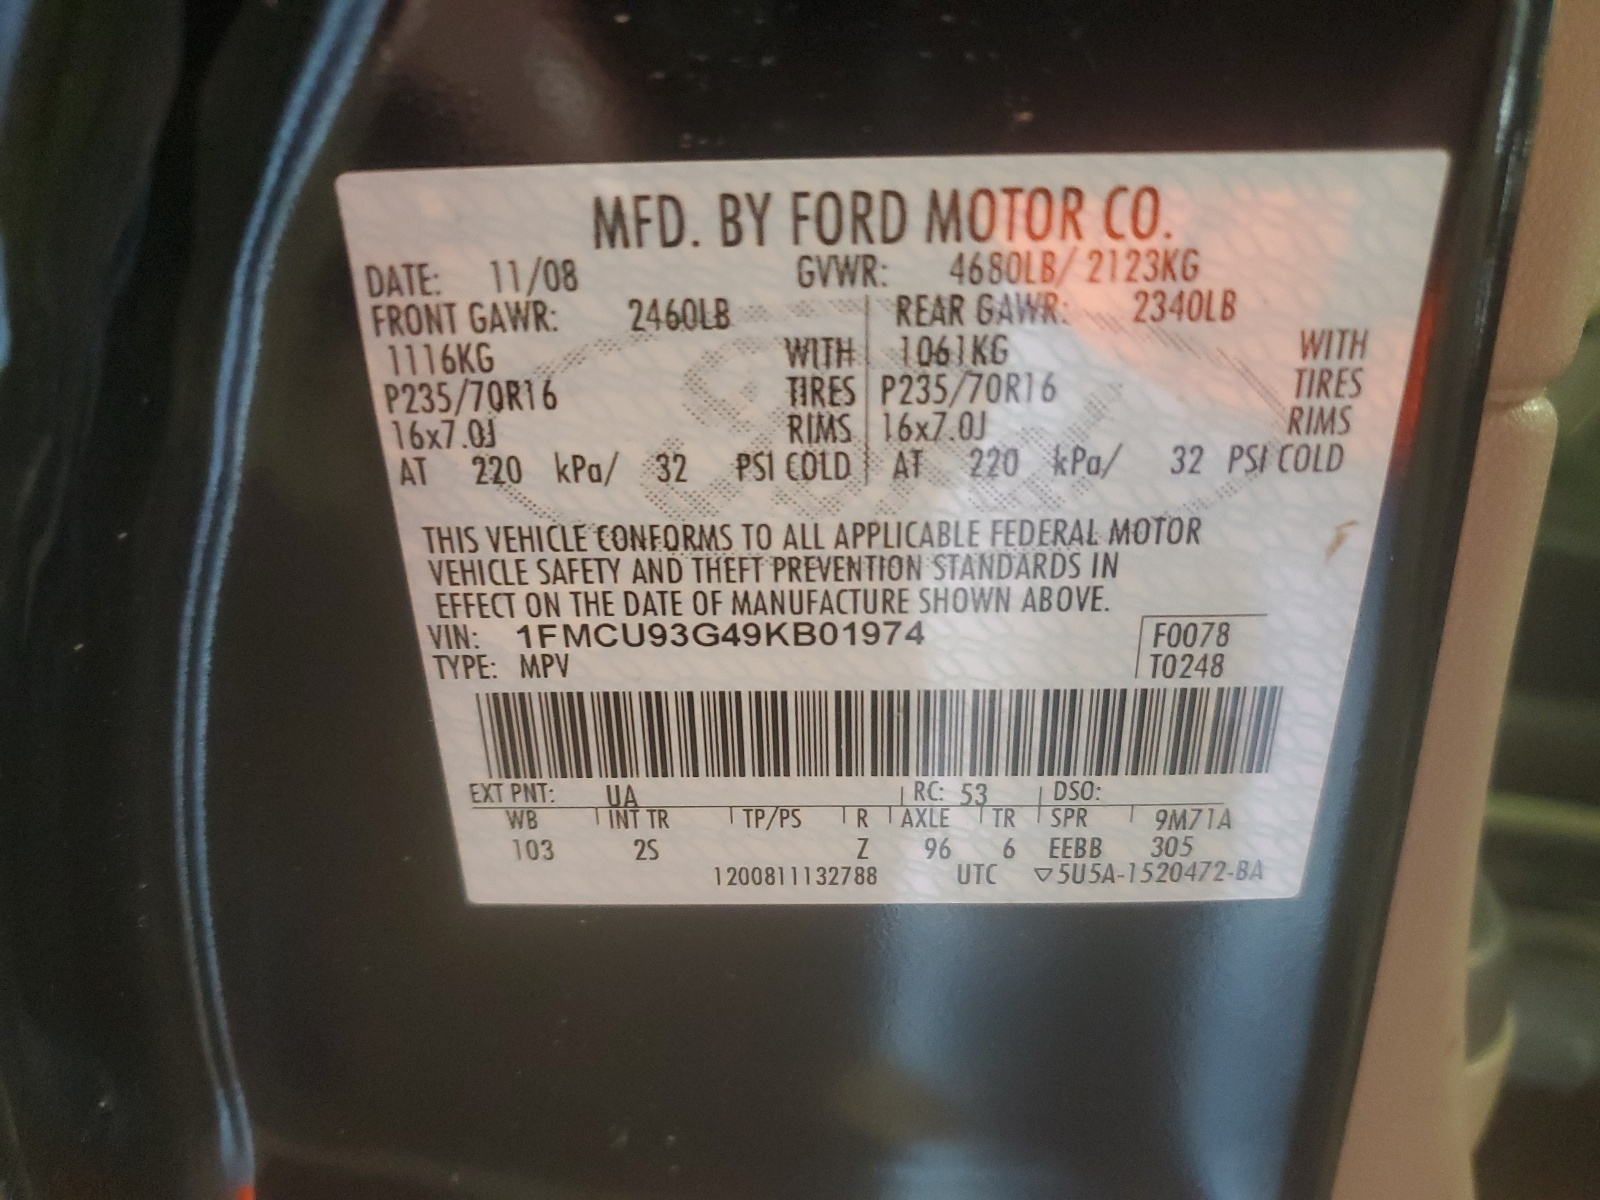 MFD. BY FORD MOTOR CO.
DATE: 11/08 GVWR: 4680LB/ 2123KG
FRONT GAWR: 2460LB REAR GAWR: 2340LB
1116KG WITH 1061KG WITH
P235/70R16 TIRES P235/70R16 TIRES
16x7.0J RIMS 16x7.0J RIMS
AT 220 kPa/ 32 PSI COLD AT 220 kPa/ 32 PSI COLD
THIS VEHICLE CONFORMS TO ALL APPLICABLE FEDERAL MOTOR
VEHICLE SAFETY AND THEFT PREVENTION STANDARDS IN
EFFECT ON THE DATE OF MANUFACTURE SHOWN ABOVE.
VIN: 1FMCU93G49KB01974 F0078
TYPE: MPV T0248
EXT PNT: UA RC: 53 DSO:
WB INT TR TP/PS R AXLE TR SPR 9M71A
103 2S Z 96 6 EEBB 305
1200811132788 UTC ▽5U5A-1520472-BA